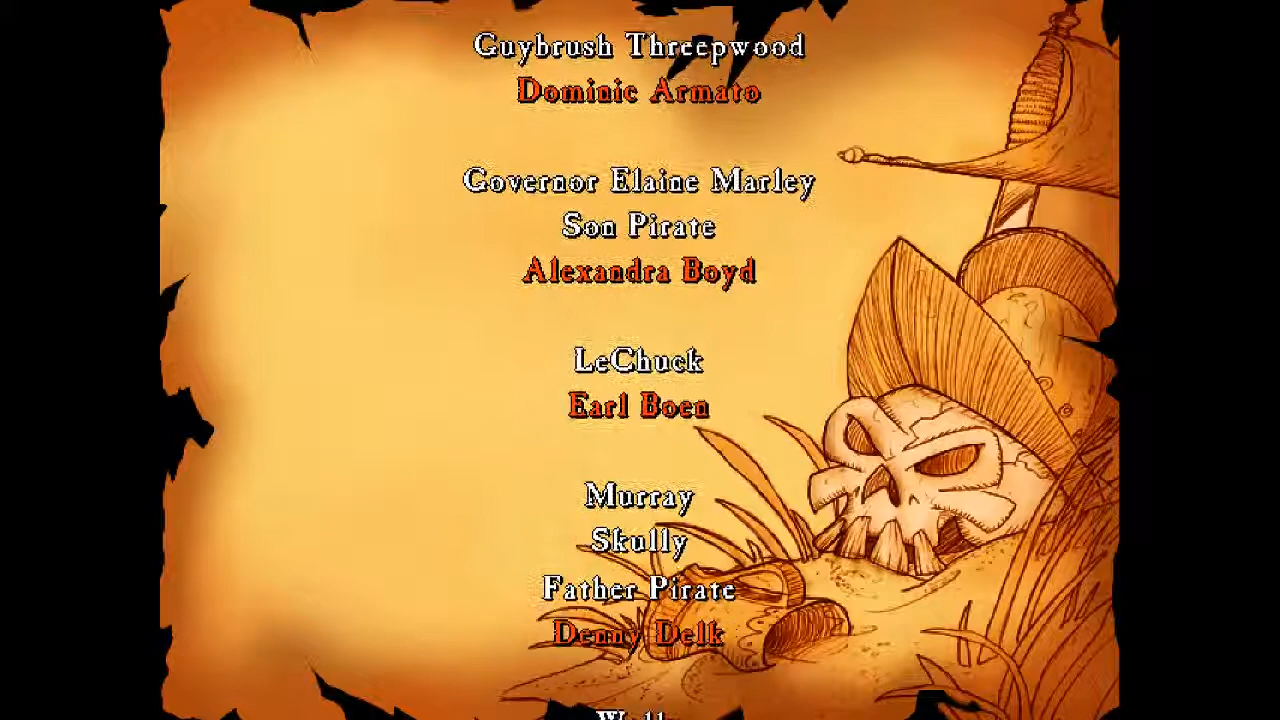 Guybrush Threepwood
Dominic Armato
Governor Elaine Marley
Son Pirate
Alexandra Boyd
LeChuck
Earl Boen
Murray
Skully
Father Pirate
Denny Delk